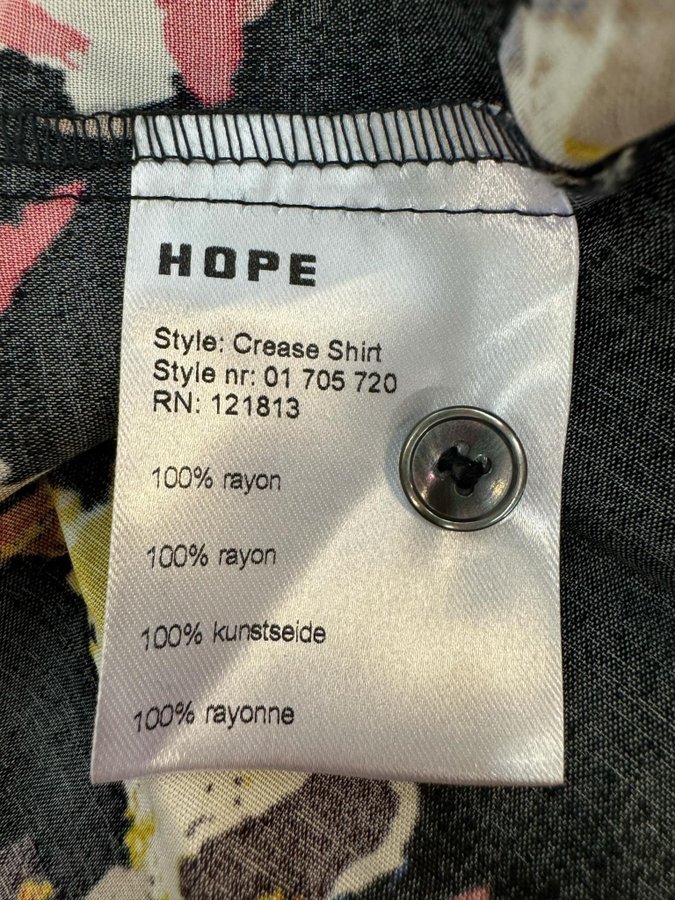 HOPE
Style: Crease Shirt
Style nr: 01 705 720
RN: 121813
100% rayon
100% rayon
100% kunstseide
100% rayonne